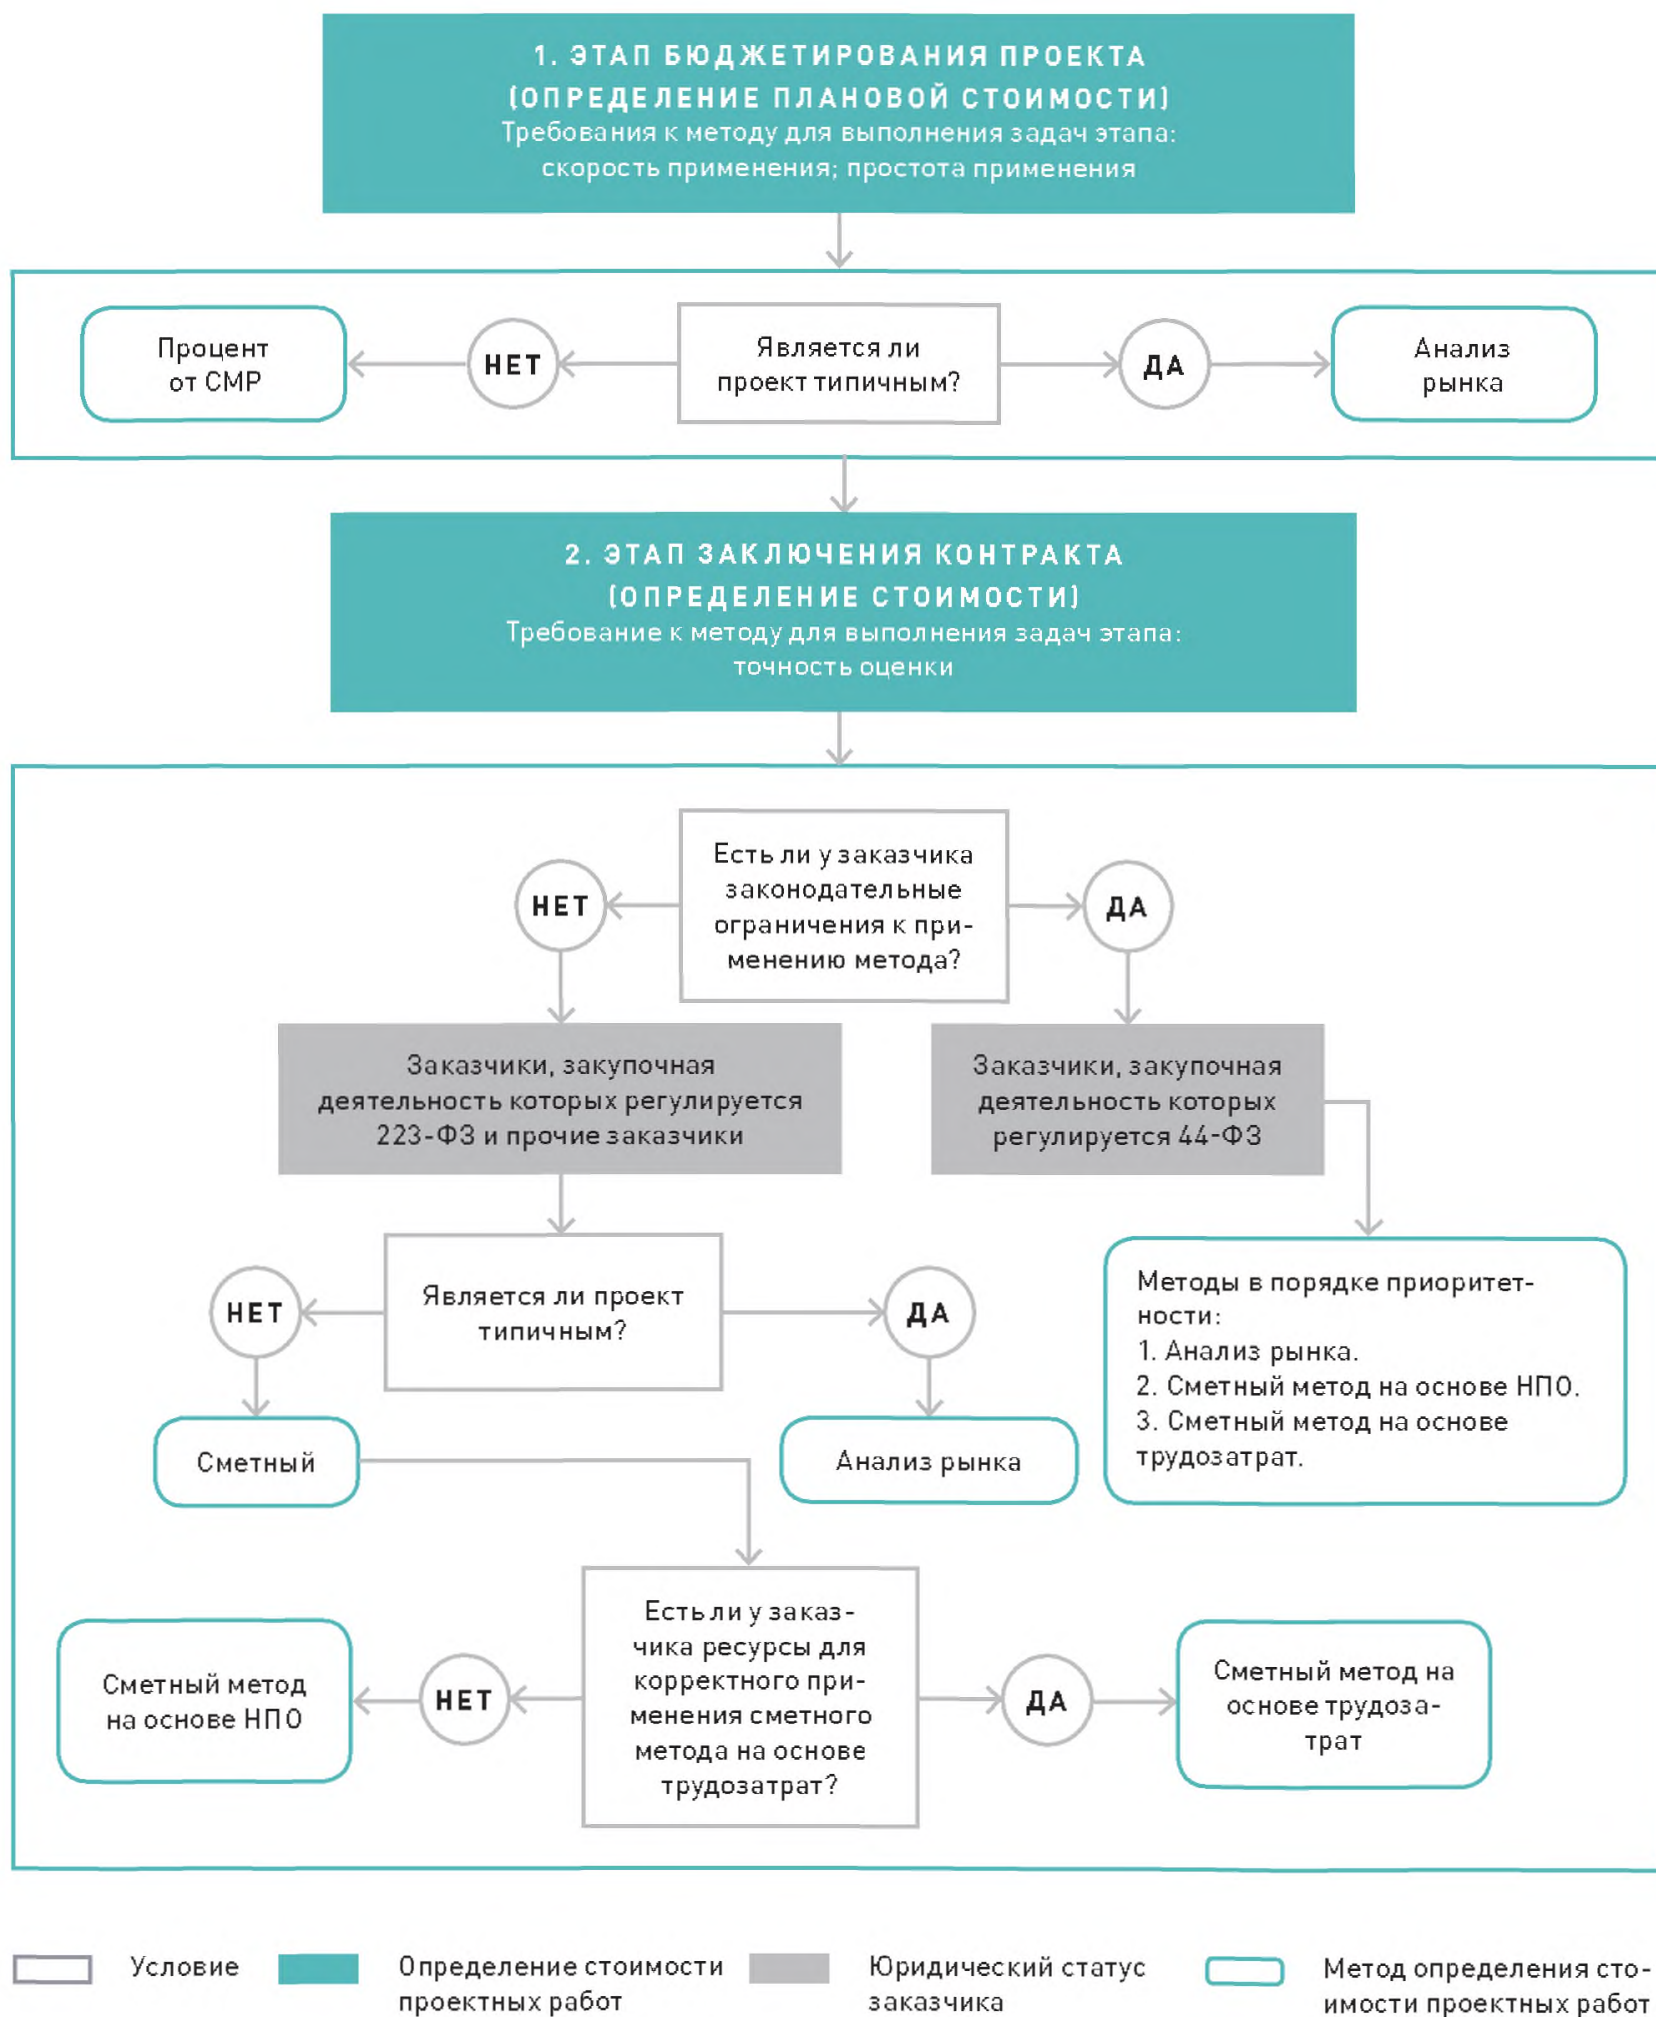 1. ЭТАП БЮДЖЕТИРОВАНИЯ ПРОЕКТА
(ОПРЕДЕЛЕНИЕ ПЛАНОВОЙ СТОИМОСТИ)
Требования к методу для выполнения задач этапа:
скорость применения; простота применения
Процент
от СМР
НЕТ
Является ли
проект типичным?
ДА
Анализ
рынка
2. ЭТАП ЗАКЛЮЧЕНИЯ КОНТРАКТА
(ОПРЕДЕЛЕНИЕ СТОИМОСТИ)
Требование к методу для выполнения задач этапа:
точность оценки
НЕТ
Есть ли у заказчика
законодательные
ограничения к при-
менению метода?
ДА
Заказчики, закупочная
деятельность которых регулируется
223-ФЗ и прочие заказчики
Заказчики, закупочная
деятельность которых
регулируется 44-ФЗ
НЕТ
Является ли проект
типичным?
ДА
Методы в порядке приоритет-
ности:
1. Анализ рынка.
2. Сметный метод на основе НПО.
3. Сметный метод на основе
трудозатрат.
Сметный
Анализ рынка
Сметный метод
на основе НПО
НЕТ
Есть ли у заказ-
чика ресурсы для
корректного при-
менения сметного
метода на основе
трудозатрат?
ДА
Сметный метод на
основе трудоза-
трат
Условие
Определение стоимости
проектных работ
Юридический статус
заказчика
Метод определения сто-
имости проектных работ